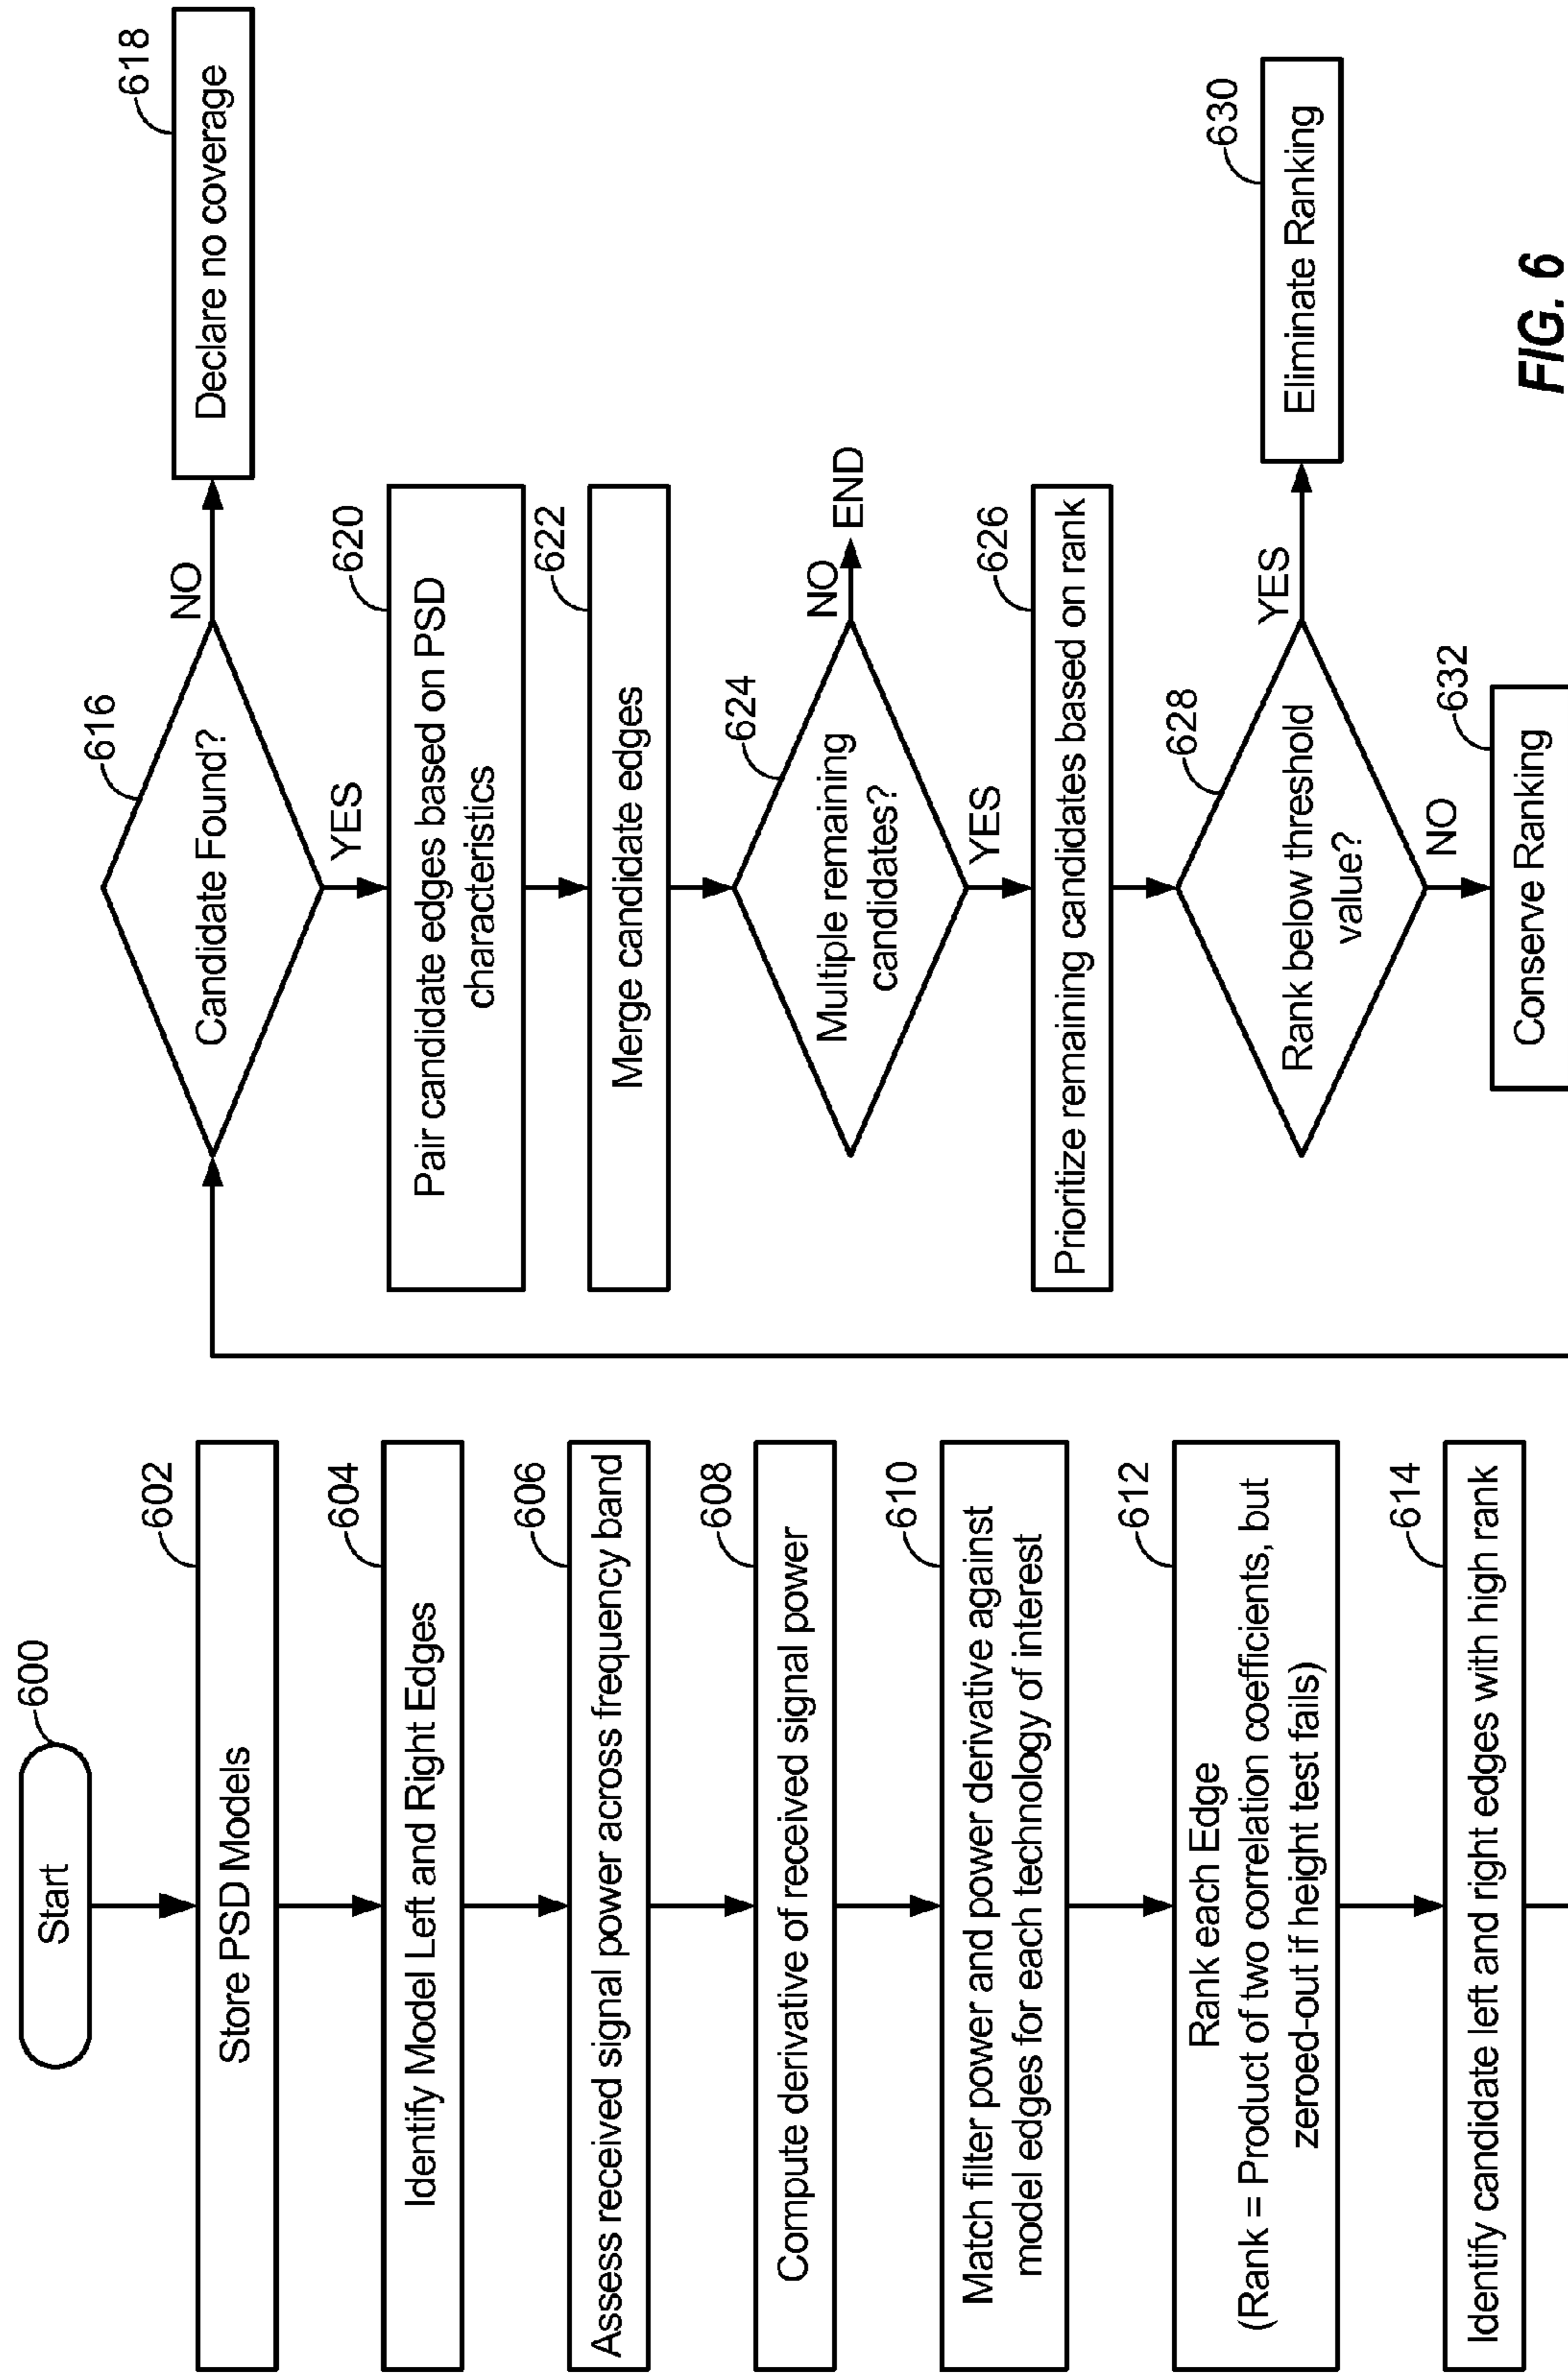 600
Start
602
Store PSD Models
604
Identify Model Left and Right Edges
606
Assess received signal power across frequency band
608
Compute derivative of received signal power
610
Match filter power and power derivative against
model edges for each technology of interest
612
Rank each Edge
(Rank = Product of two correlation coefficients, but
zeroed-out if height test fails)
614
Identify candidate left and right edges with high rank
616
Candidate Found?
NO
618
Declare no coverage
YES
620
Pair candidate edges based on PSD
characteristics
622
Merge candidate edges
624
Multiple remaining
candidates?
NO
END
YES
626
Prioritize remaining candidates based on rank
628
Rank below threshold
value?
YES
630
Eliminate Ranking
NO
632
Conserve Ranking
FIG. 6